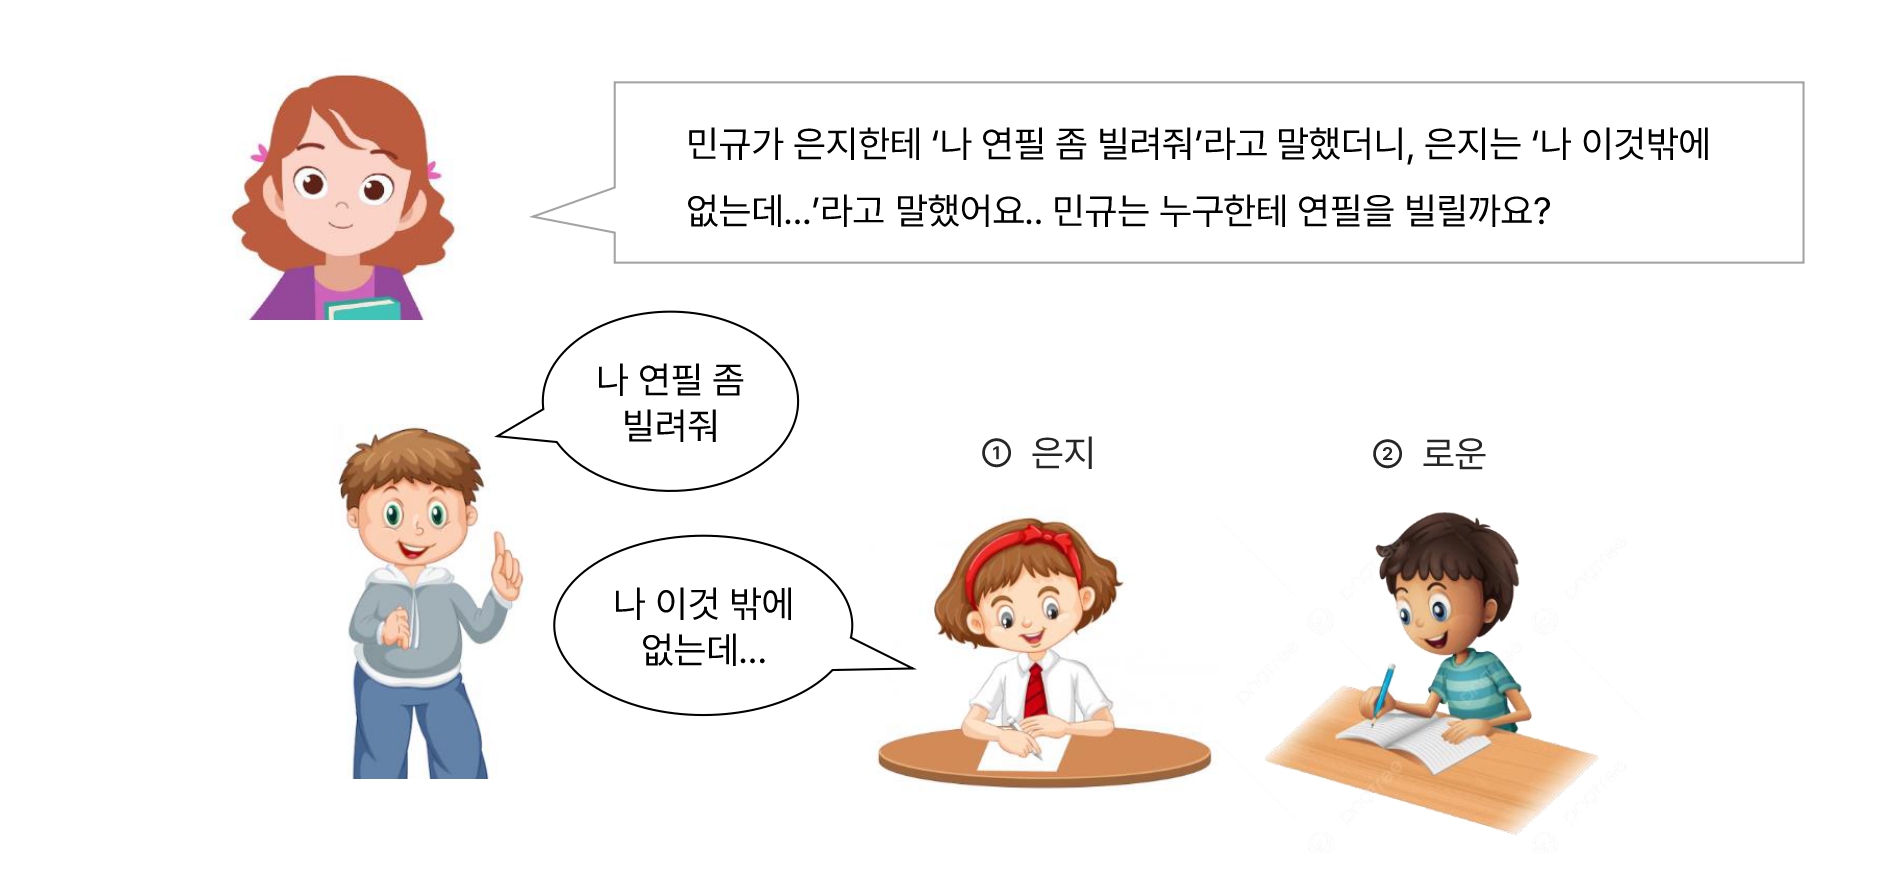 민규가 은지한테 ‘나 연필 좀 빌려줘’라고 말했더니, 은지는 ‘나 이것밖에
없는데...’라고 말했어요.. 민규는 누구한테 연필을 빌릴까요?
나 연필 좀
빌려줘
① 은지
② 로운
나 이것 밖에
없는데...